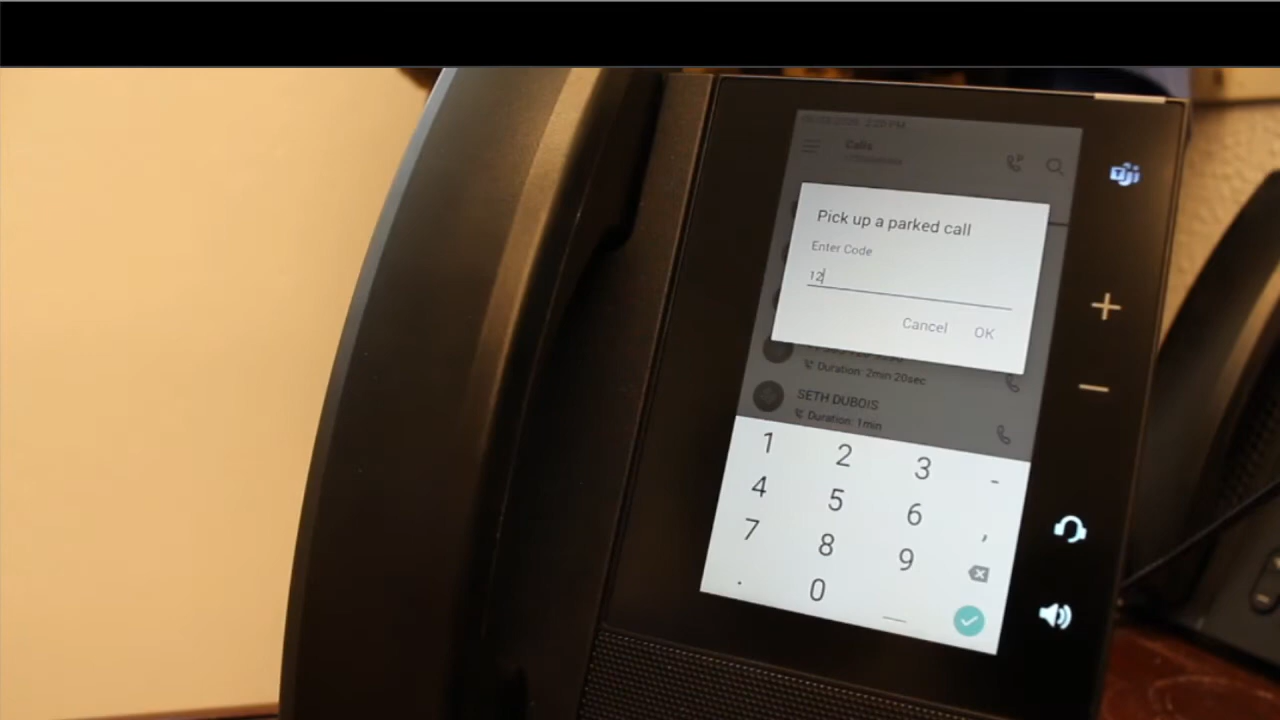 Calls
Pick up a parked call
Enter Code
12
Cancel OK
Duration: 2min 20sec
SETH DUBOIS
Duration: 1min
1 2 3 -
4 5 6 ,
7 8 9
. 0